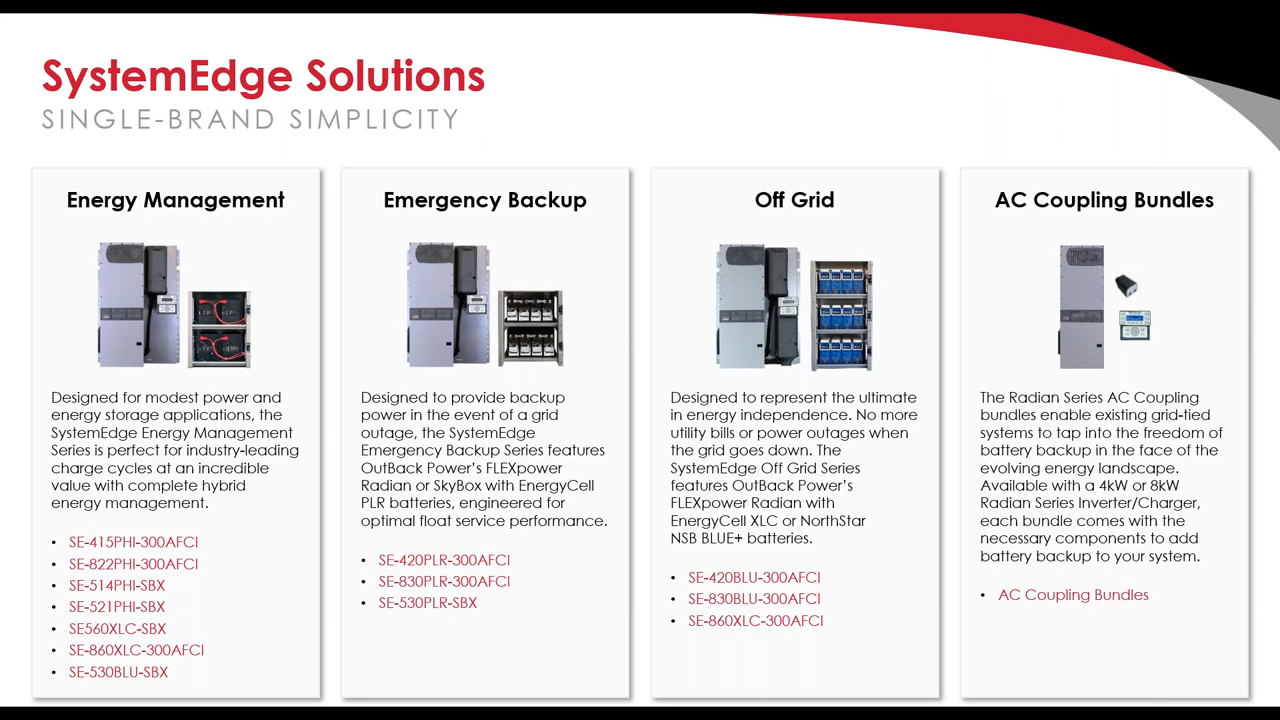 SystemEdge Solutions
SINGLE-BRAND SIMPLICITY
Energy Management
Designed for modest power and
energy storage applications, the
SystemEdge Energy Management
Series is perfect for industry-leading
charge cycles at an incredible
value with complete hybrid
energy management.
• SE-415PHI-300AFCI
• SE-822PHI-300AFCI
• SE-514PHI-SBX
• SE-521PHI-SBX
• SE560XLC-SBX
• SE-860XLC-300AFCI
• SE-530BLU-SBX
Emergency Backup
Designed to provide backup
power in the event of a grid
outage, the SystemEdge
Emergency Backup Series features
OutBack Power’s FLEXpower
Radian or SkyBox with EnergyCell
PLR batteries, engineered for
optimal float service performance.
• SE-420PLR-300AFCI
• SE-830PLR-300AFCI
• SE-530PLR-SBX
Off Grid
Designed to represent the ultimate
in energy independence. No more
utility bills or power outages when
the grid goes down. The
SystemEdge Off Grid Series
features OutBack Power’s
FLEXpower Radian with
EnergyCell XLC or NorthStar
NSB BLUE+ batteries.
• SE-420BLU-300AFCI
• SE-830BLU-300AFCI
• SE-860XLC-300AFCI
AC Coupling Bundles
The Radian Series AC Coupling
bundles enable existing grid-tied
systems to tap into the freedom of
battery backup in the face of the
evolving energy landscape.
Available with a 4kW or 8kW
Radian Series Inverter/Charger,
each bundle comes with the
necessary components to add
battery backup to your system.
• AC Coupling Bundles